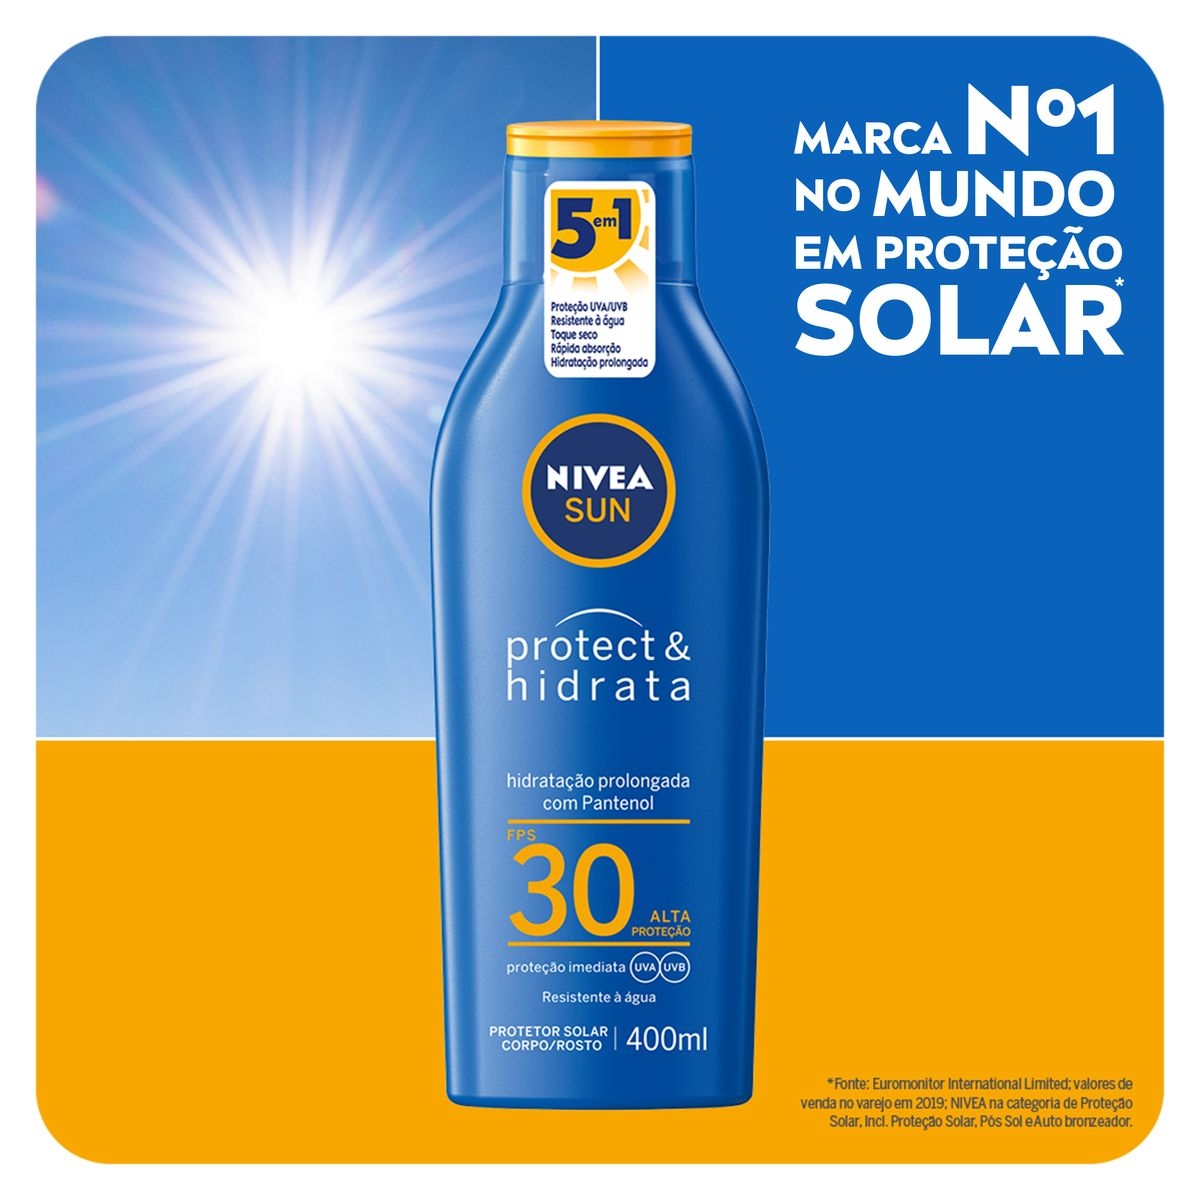 MARCA Nº1
NO MUNDO
EM PROTEÇÃO
SOLAR*
5em1
Proteção UVA/UVB
Resistente à água
Toque seco
Rápida absorção
Hidratação prolongada
NIVEA
SUN
protect &
hidrata
hidratação prolongada
com Pantenol
FPS
30 ALTA
PROTEÇÃO
proteção imediata UVA UVB
Resistente à água
PROTETOR SOLAR
CORPO/ROSTO | 400ml
*Fonte: Euromonitor International Limited; valores de
venda no varejo em 2019; NIVEA na categoria de Proteção
Solar, Incl. Proteção Solar, Pós Sol e Auto bronzeador.